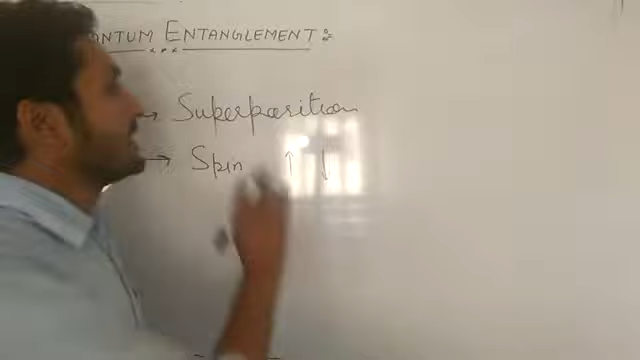 ANTUM ENTANGLEMENT:
→ Superposition
→ Spin ↑ ↓